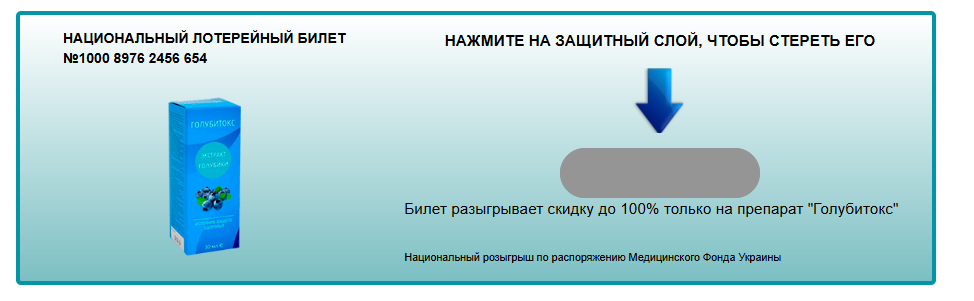 НАЦИОНАЛЬНЫЙ ЛОТЕРЕЙНЫЙ БИЛЕТ
№1000 8976 2456 654
НАЖМИТЕ НА ЗАЩИТНЫЙ СЛОЙ, ЧТОБЫ СТЕРЕТЬ ЕГО
ГОЛУБИТОКС
ЭКСТРАКТ
ГОЛУБИКИ
Билет разыгрывает скидку до 100% только на препарат "Голубитокс"
Национальный розыгрыш по распоряжению Медицинского Фонда Украины